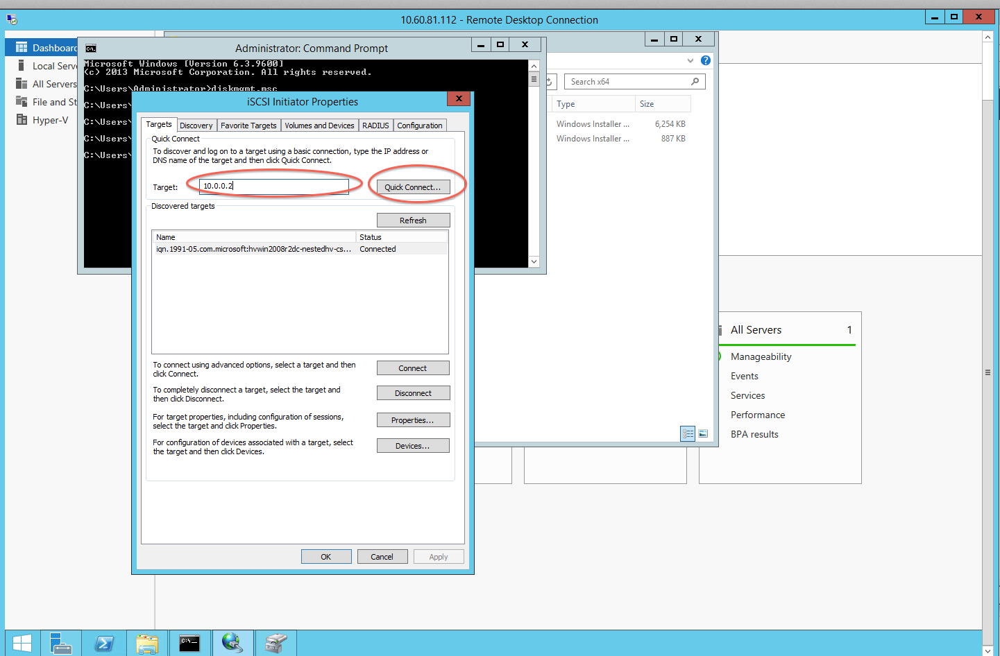 10.60.81.112 - Remote Desktop Connection
Dashboard
Local Serve
All Servers
File and St
Hyper-V
Administrator: Command Prompt
Microsoft Windows [Version 6.3.9600]
(c) 2013 Microsoft Corporation. All rights reserved.
C:\Users\Administrator>diskmgmt.msc
C:\Users\
C:\Users\
C:\Users\
C:\Users\
Search x64
Type Size
Windows Installer ... 6,254 KB
Windows Installer ... 887 KB
iSCSI Initiator Properties
Targets Discovery Favorite Targets Volumes and Devices RADIUS Configuration
Quick Connect
To discover and log on to a target using a basic connection, type the IP address or
DNS name of the target and then click Quick Connect.
Target: 10.0.0.2 Quick Connect...
Discovered targets
Refresh
Name Status
iqn.1991-05.com.microsoft:hvwin2008r2dc-nestedhv-cs... Connected
To connect using advanced options, select a target and then
click Connect.
Connect
To completely disconnect a target, select the target and
then click Disconnect.
Disconnect
For target properties, including configuration of sessions,
select the target and click Properties.
Properties...
For configuration of devices associated with a target, select
the target and then click Devices.
Devices...
OK Cancel Apply
All Servers 1
Manageability
Events
Services
Performance
BPA results